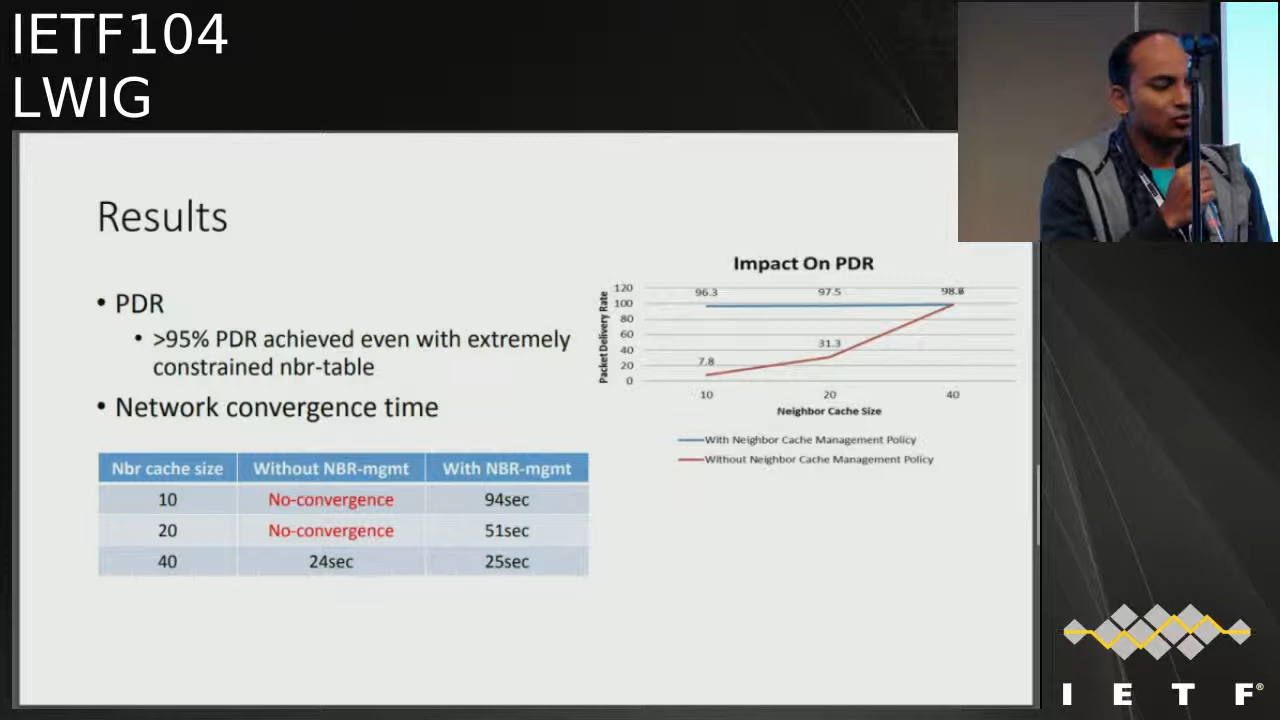 IETF104
LWIG
Results
• PDR
• >95% PDR achieved even with extremely
constrained nbr-table
• Network convergence time
Nbr cache size Without NBR-mgmt With NBR-mgmt
10 No-convergence 94sec
20 No-convergence 51sec
40 24sec 25sec
Impact On PDR
Packet Delivery Rate
120
100
80
60
40
20
0
96.3 97.5
7.8 31.3
10 20 40
Neighbor Cache Size
With Neighbor Cache Management Policy
Without Neighbor Cache Management Policy
I E T F®